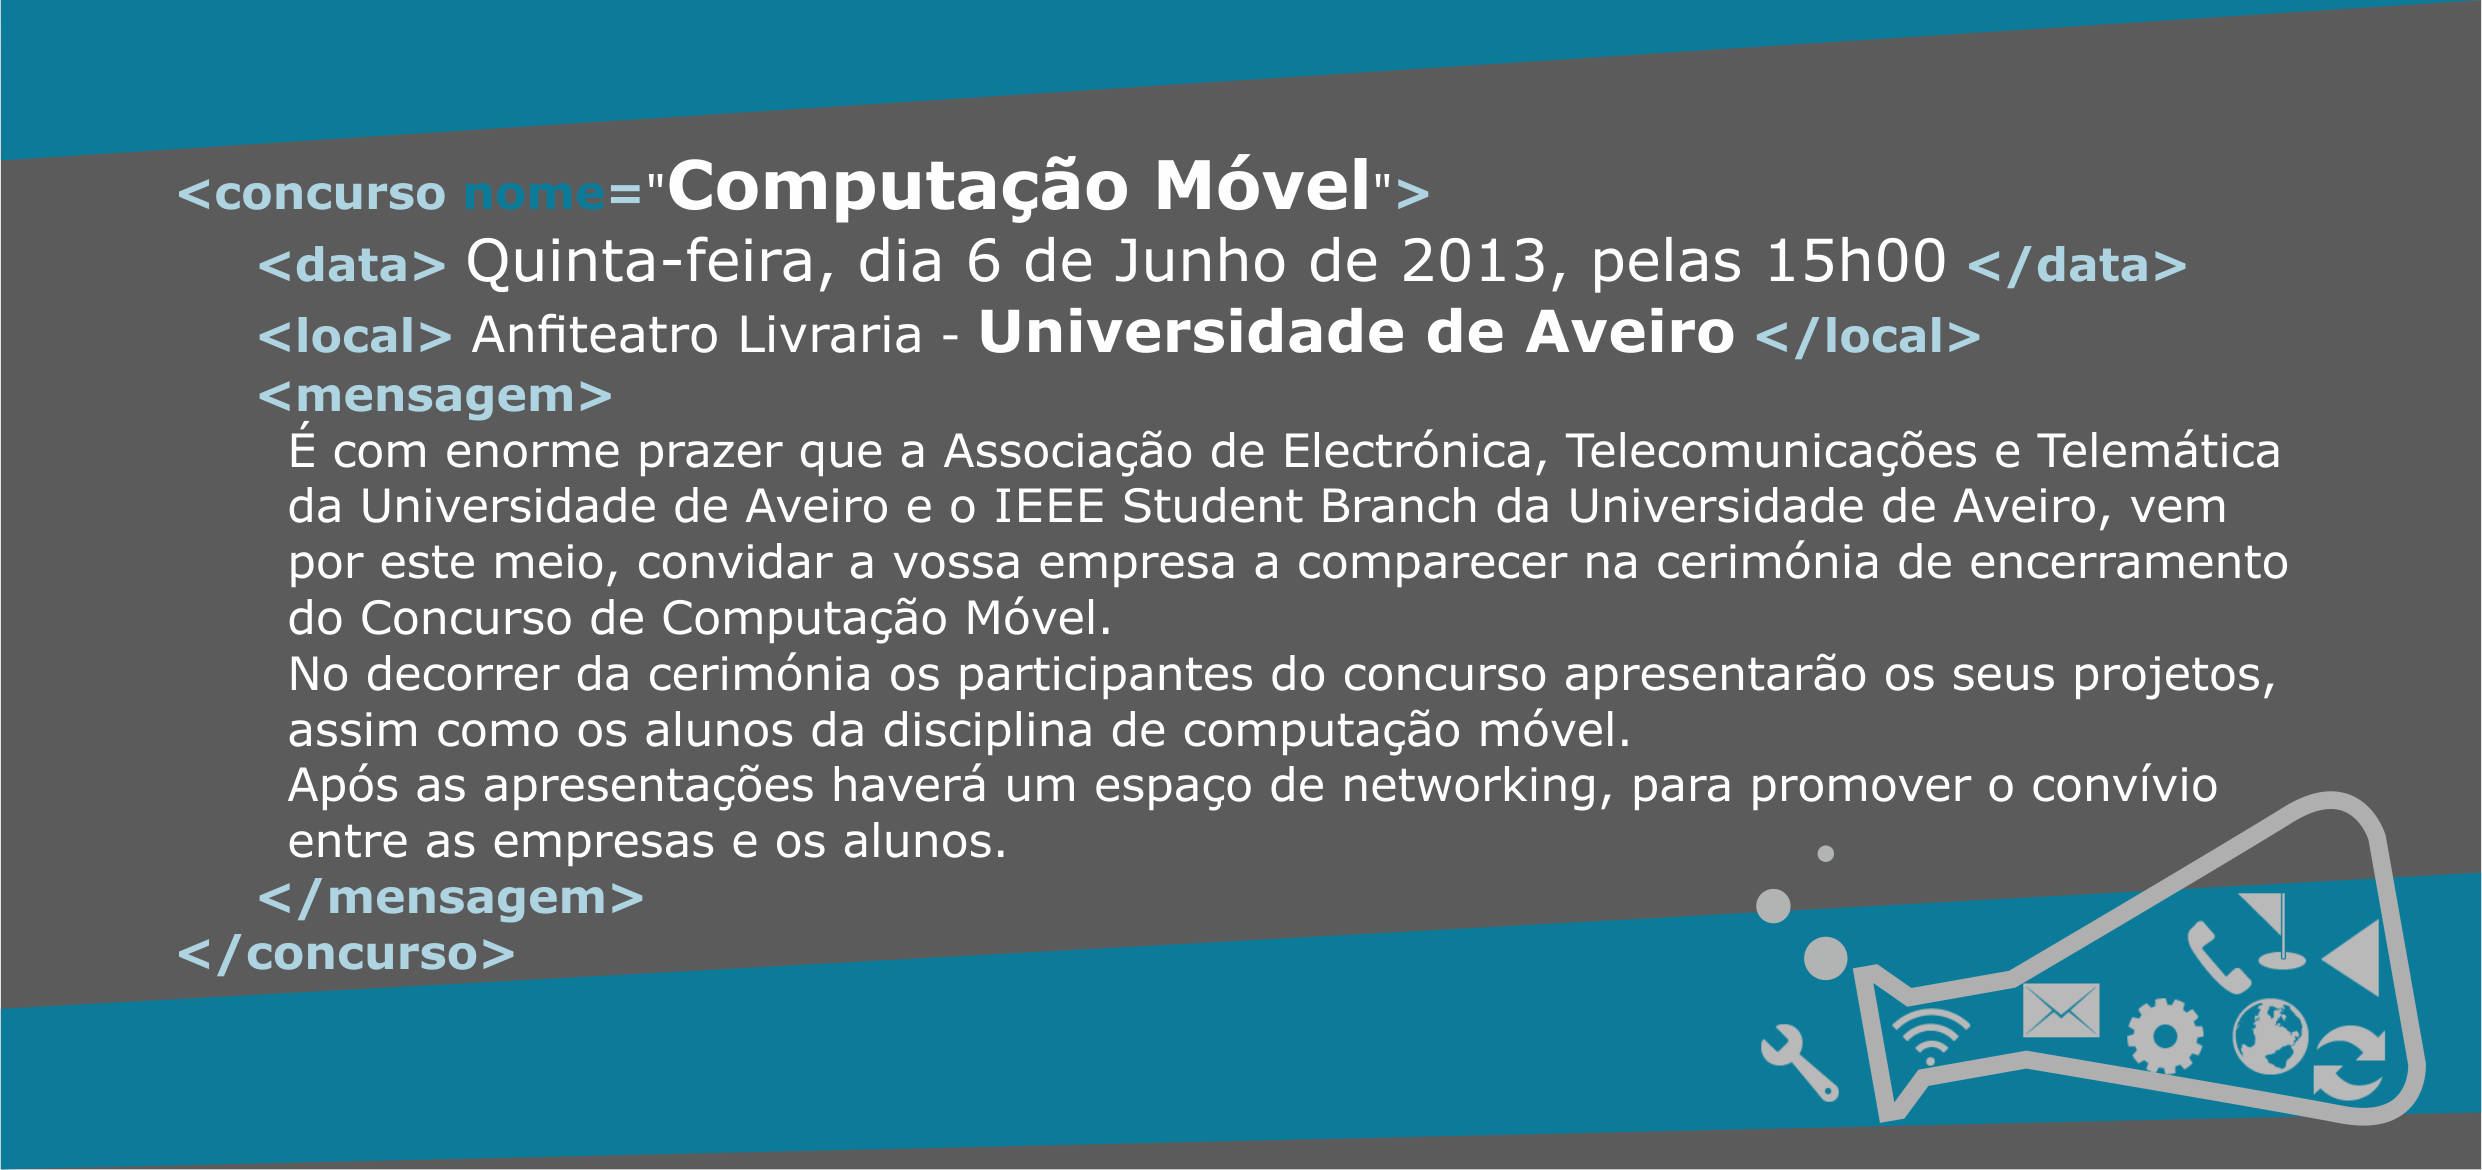 <concurso nome="Computação Móvel">
<data> Quinta-feira, dia 6 de Junho de 2013, pelas 15h00 </data>
<local> Anfiteatro Livraria - Universidade de Aveiro </local>
<mensagem>
É com enorme prazer que a Associação de Electrónica, Telecomunicações e Telemática
da Universidade de Aveiro e o IEEE Student Branch da Universidade de Aveiro, vem
por este meio, convidar a vossa empresa a comparecer na cerimónia de encerramento
do Concurso de Computação Móvel.
No decorrer da cerimónia os participantes do concurso apresentarão os seus projetos,
assim como os alunos da disciplina de computação móvel.
Após as apresentações haverá um espaço de networking, para promover o convívio
entre as empresas e os alunos.
</mensagem>
</concurso>